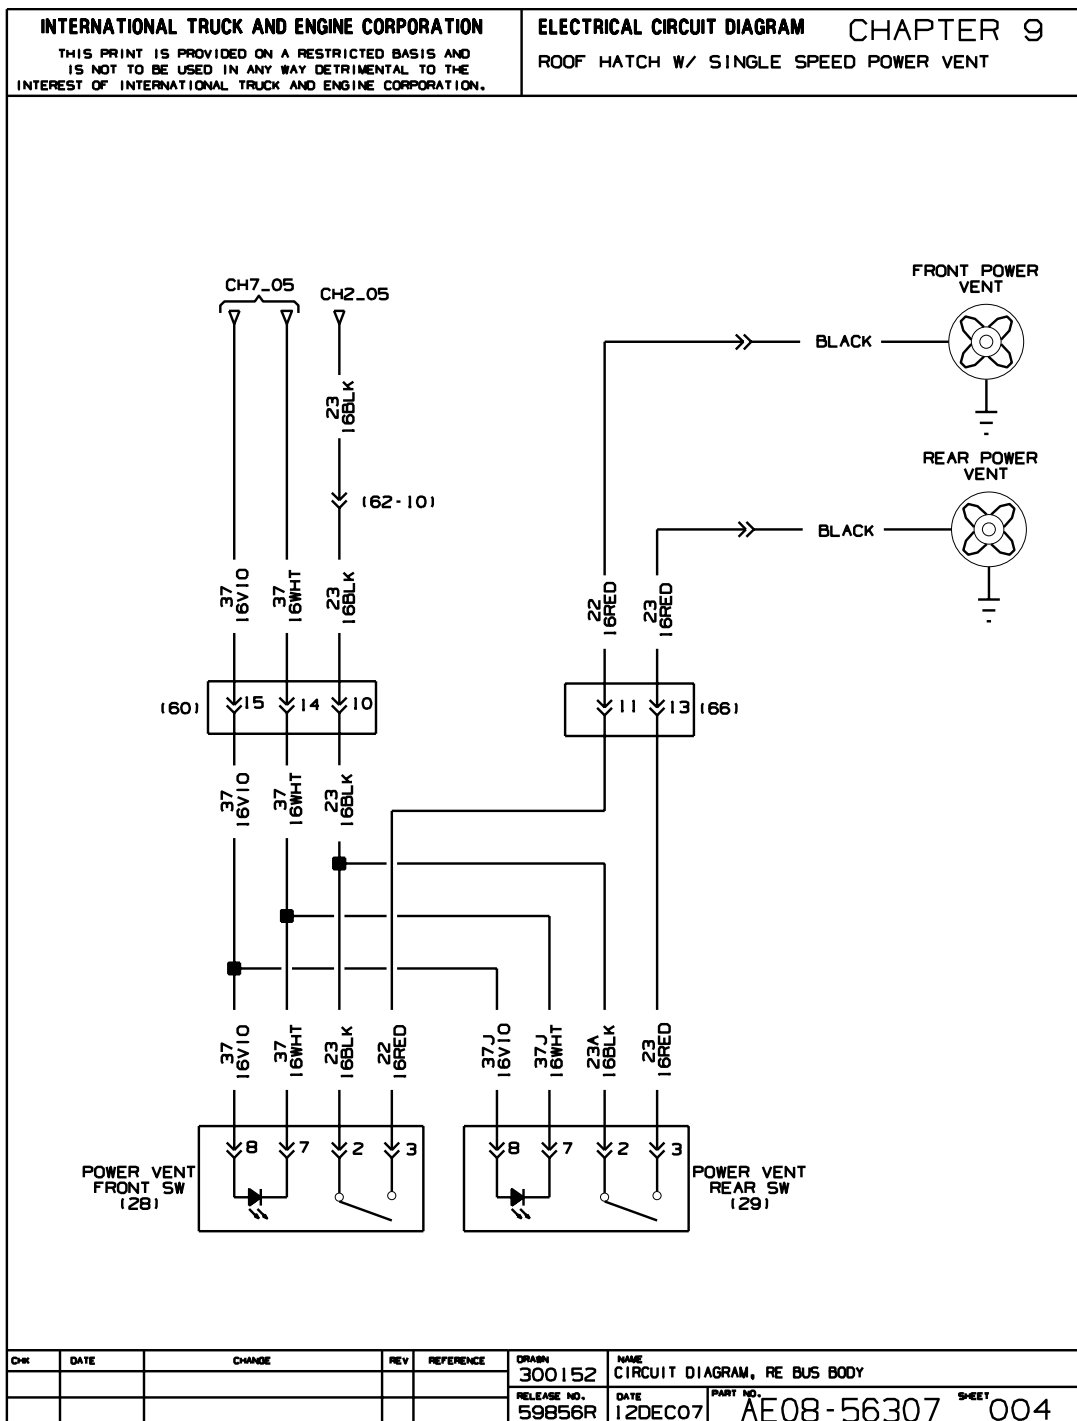 INTERNATIONAL TRUCK AND ENGINE CORPORATION
THIS PRINT IS PROVIDED ON A RESTRICTED BASIS AND
IS NOT TO BE USED IN ANY WAY DETRIMENTAL TO THE
INTEREST OF INTERNATIONAL TRUCK AND ENGINE CORPORATION.
ELECTRICAL CIRCUIT DIAGRAM CHAPTER 9
ROOF HATCH W/ SINGLE SPEED POWER VENT
CH7_05
CH2_05
FRONT POWER
VENT
BLACK
23
16BLK
REAR POWER
VENT
(62-10)
BLACK
37
16VIO
37
16WHT
23
16BLK
22
16RED
23
16RED
(60)
15
14
10
11
13
(66)
37
16VIO
37
16WHT
23
16BLK
37
16VIO
37
16WHT
23
16BLK
22
16RED
37J
16VIO
37J
16WHT
23A
16BLK
23
16RED
8
7
2
3
8
7
2
3
POWER VENT
FRONT SW
(28)
POWER VENT
REAR SW
(29)
CHK
DATE
CHANGE
REV
REFERENCE
DRAWN
300152
NAME
CIRCUIT DIAGRAM, RE BUS BODY
RELEASE NO.
59856R
DATE
12DEC07
PART NO.
AE08-56307
SHEET
004